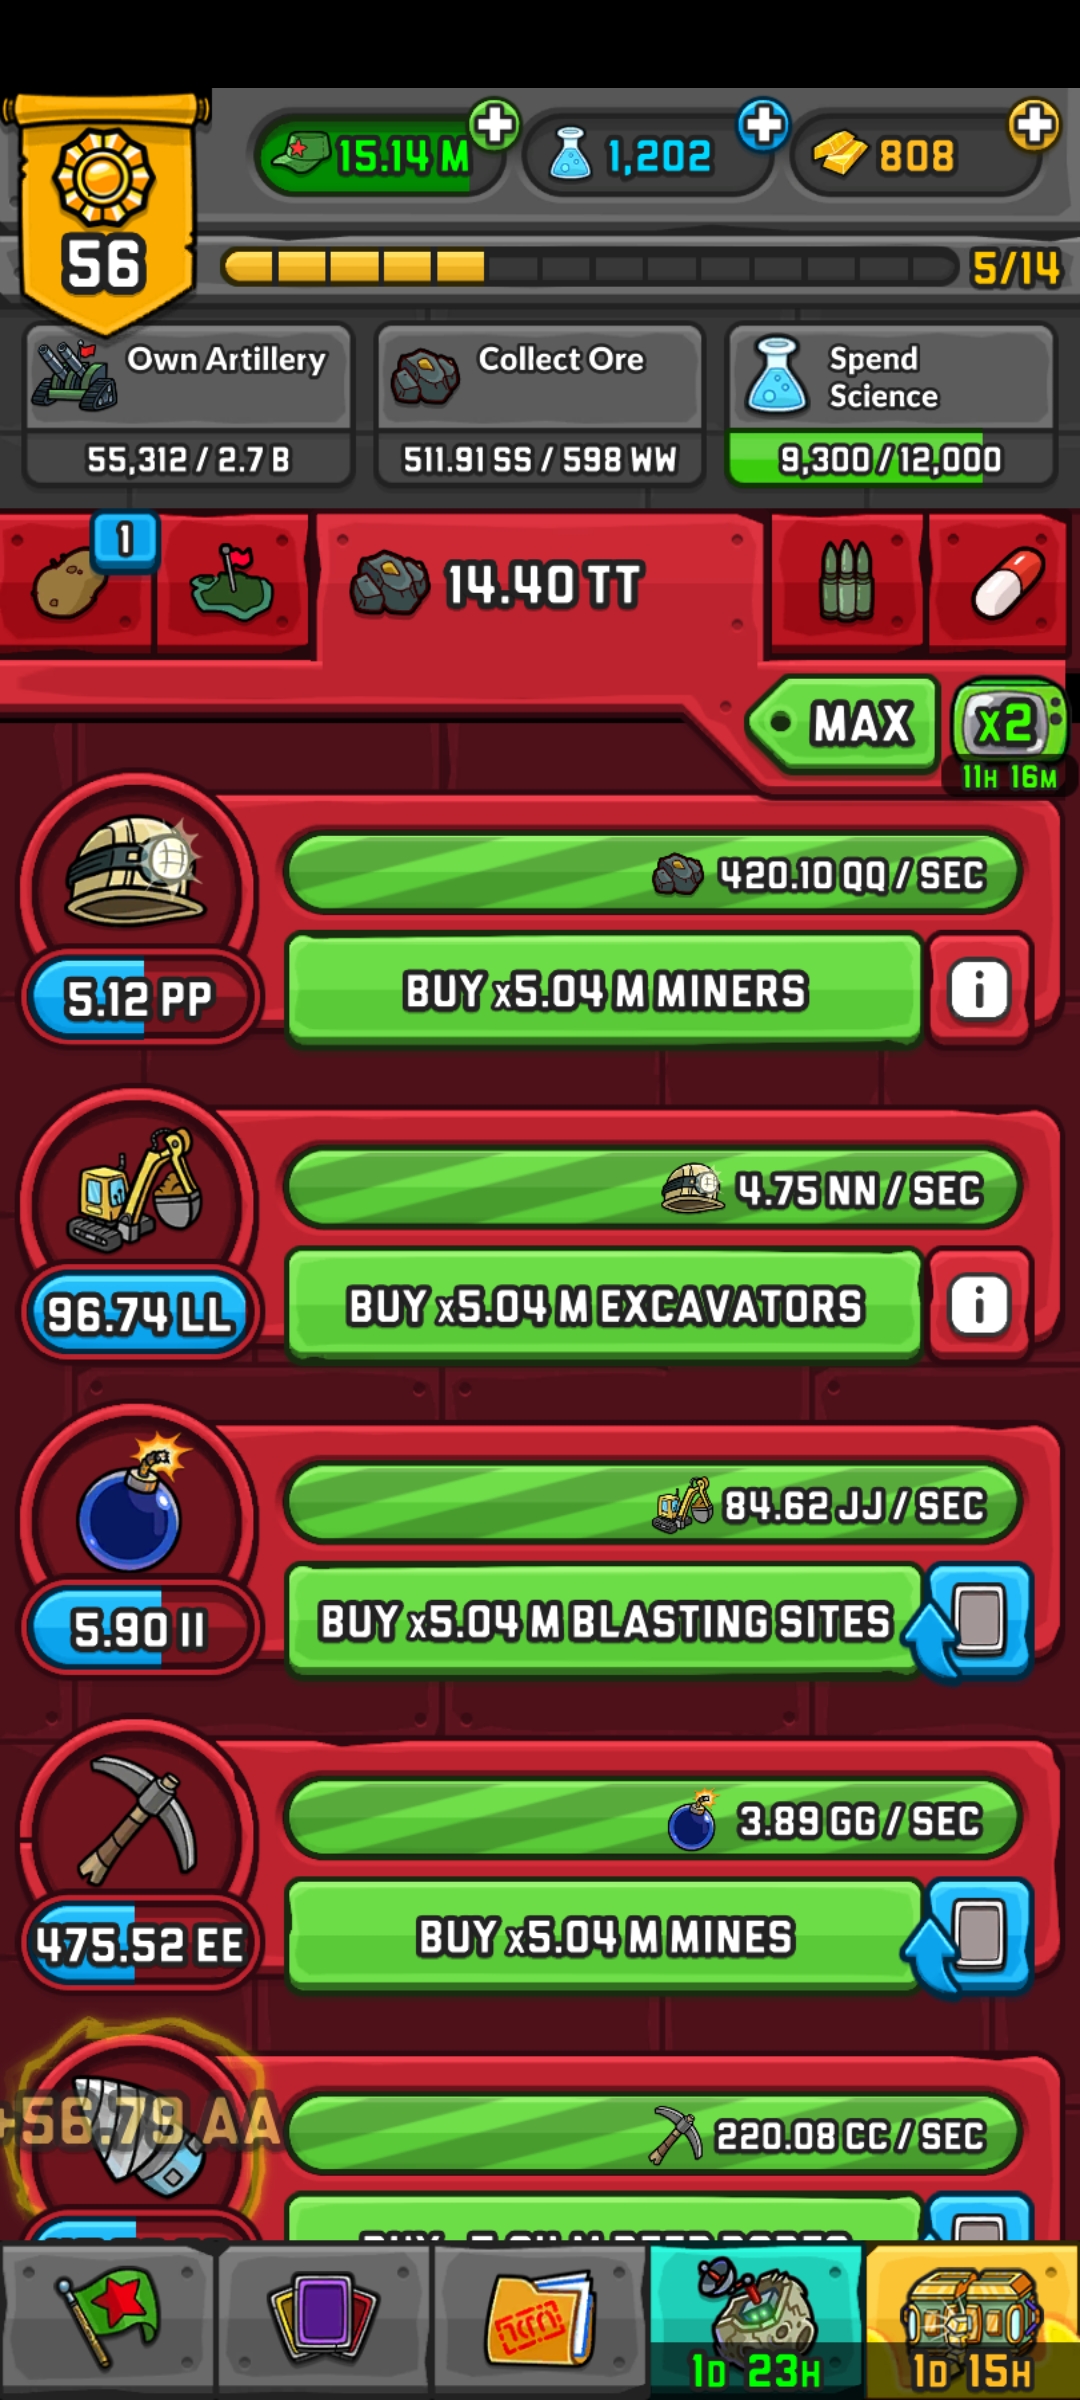 15.14 M
1,202
808
56
5/14
Own Artillery
55,312 / 2.7 B
Collect Ore
511.91 SS / 598 WW
Spend
Science
9,300 / 12,000
1
14.40 TT
MAX
x2
11H 16M
420.10 QQ / SEC
5.12 PP
BUY x5.04 M MINERS
i
4.75 NN / SEC
96.74 LL
BUY x5.04 M EXCAVATORS
i
84.62 JJ / SEC
5.90 II
BUY x5.04 M BLASTING SITES
3.89 GG / SEC
475.52 EE
BUY x5.04 M MINES
+56.79 AA
220.08 CC / SEC
1D 23H
1D 15H